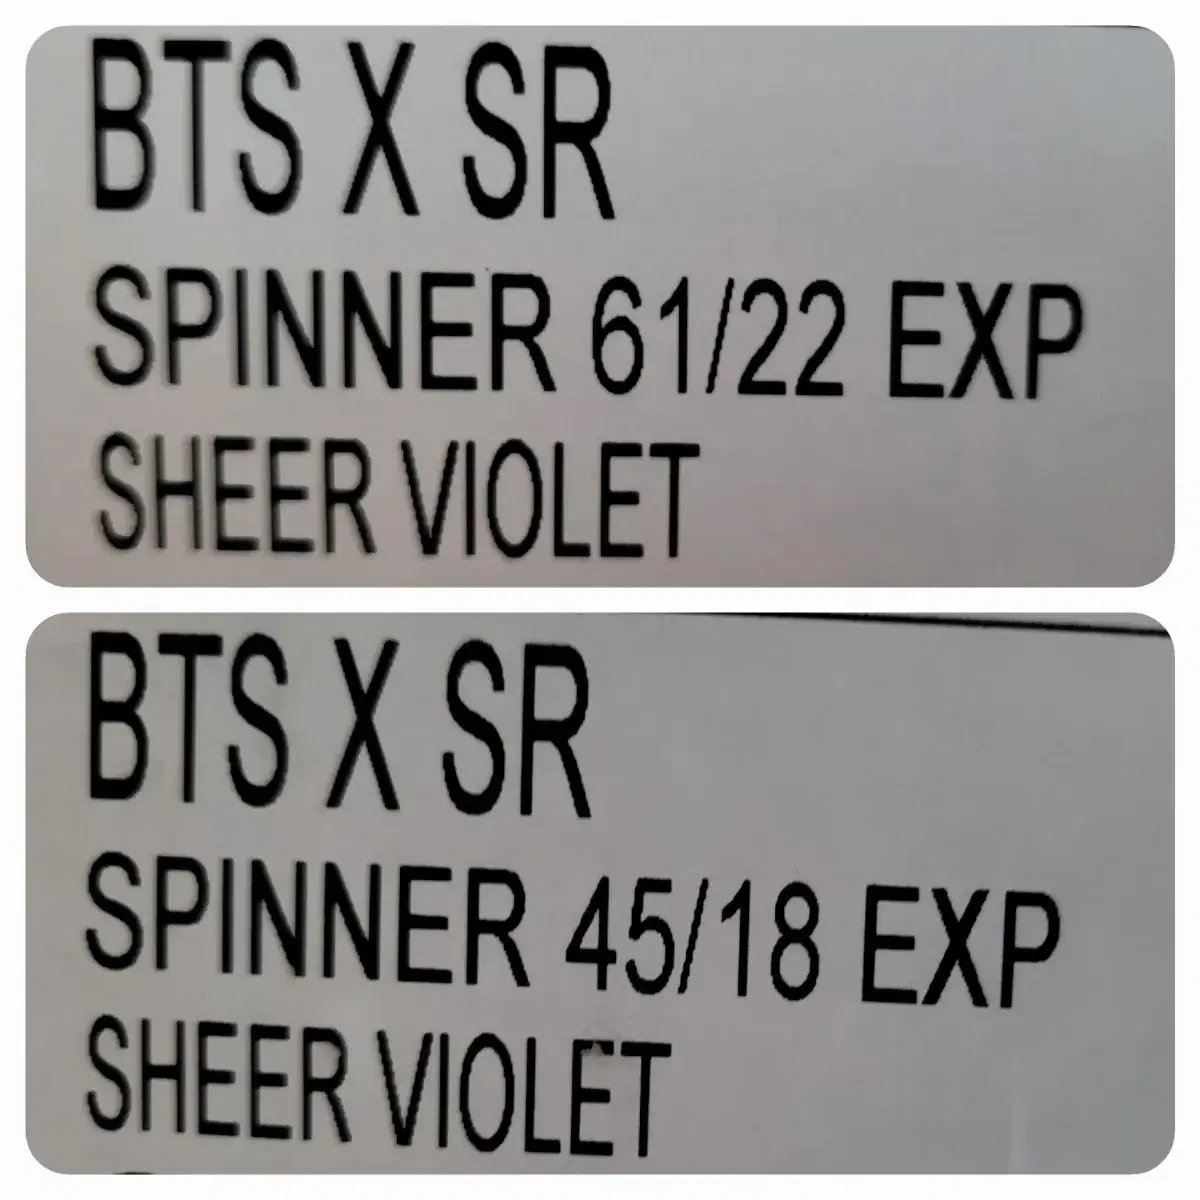 BTS X SR
SPINNER 61/22 EXP
SHEER VIOLET
BTS X SR
SPINNER 45/18 EXP
SHEER VIOLET